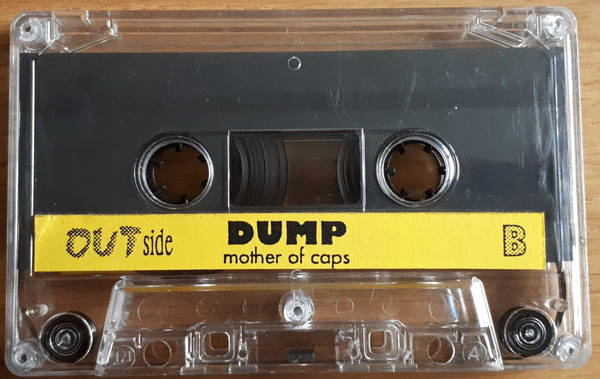 OUTside DUMP B
mother of caps
A